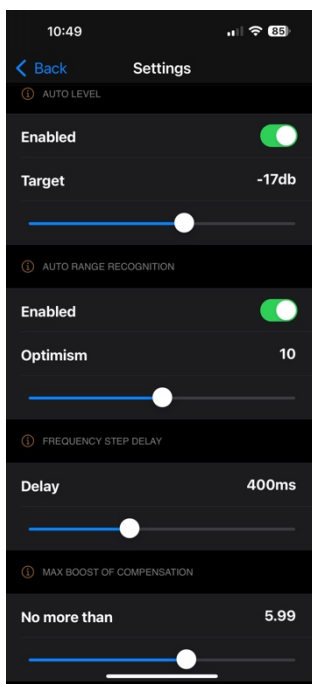 10:49
85
Back
Settings
AUTO LEVEL
Enabled
Target
-17db
AUTO RANGE RECOGNITION
Enabled
Optimism
10
FREQUENCY STEP DELAY
Delay
400ms
MAX BOOST OF COMPENSATION
No more than
5.99